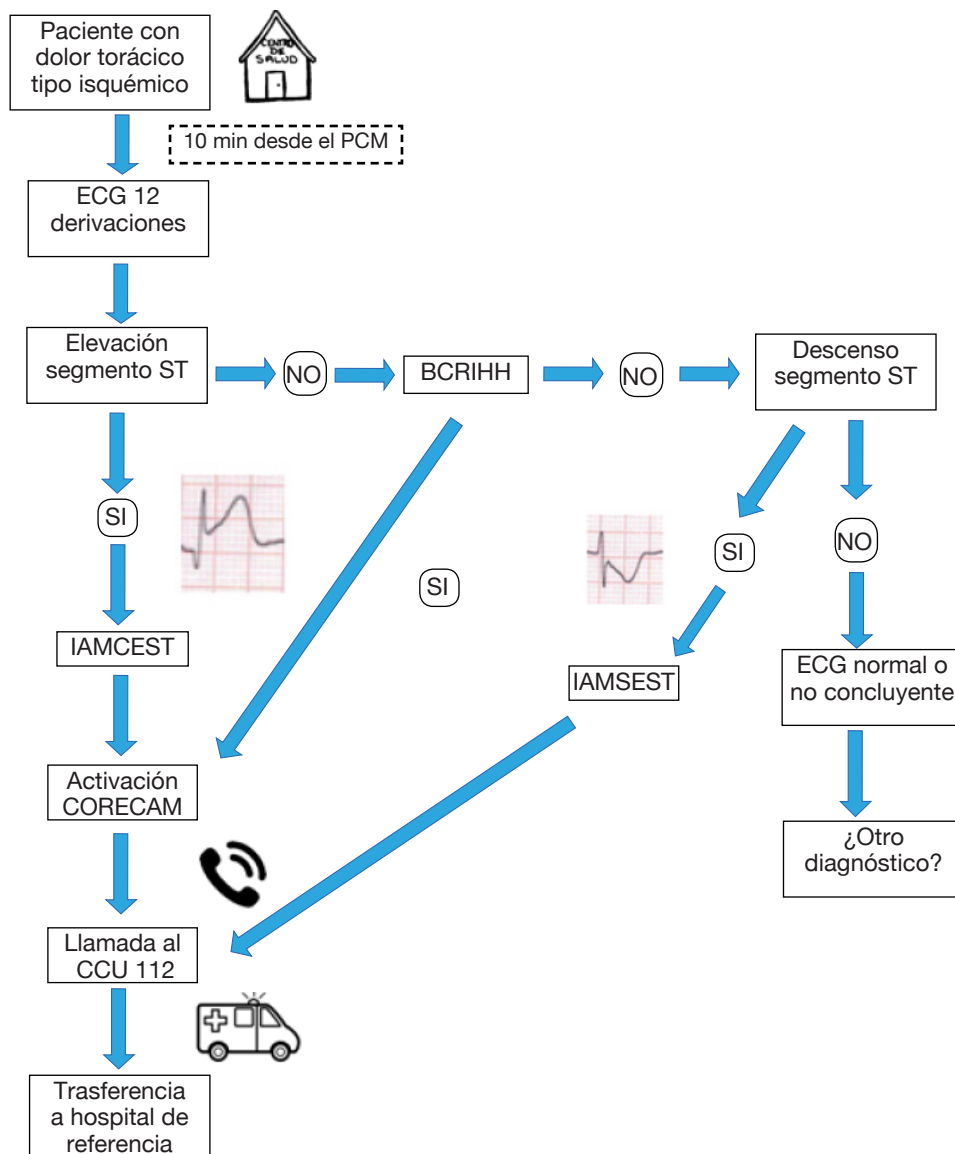 Paciente con
dolor torácico
tipo isquémico
CENTRO
DE
SALUD
10 min desde el PCM
ECG 12
derivaciones
Elevación
segmento ST
NO
BCRIHH
NO
Descenso
segmento ST
SI
SI
SI
NO
IAMCEST
IAMSEST
ECG normal o
no concluyente
Activación
CORECAM
¿Otro
diagnóstico?
Llamada al
CCU 112
Trasferencia
a hospital de
referencia